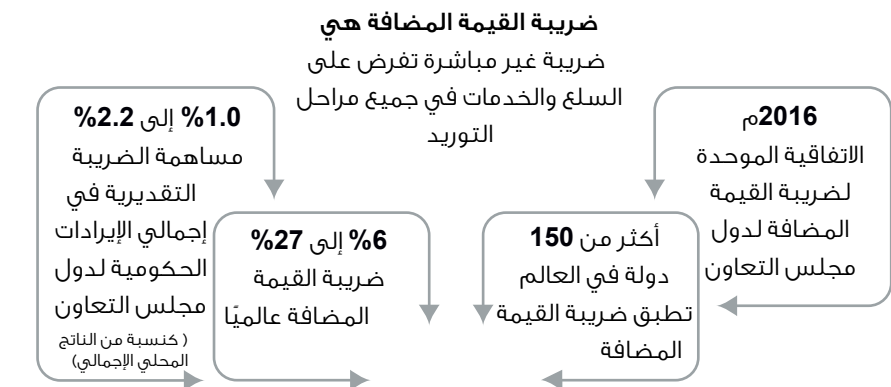 ضريبة القيمة المضافة هي
ضريبة غير مباشرة تفرض على
السلع والخدمات في جميع مراحل
التوريد
2016م
الاتفاقية الموحدة
لضريبة القيمة
المضافة لدول
مجلس التعاون
أكثر من 150
دولة في العالم
تطبق ضريبة القيمة
المضافة
6% إلى 27%
ضريبة القيمة
المضافة عالميًا
1.0% إلى 2.2%
مساهمة الضريبة
التقديرية في
إجمالي الإيرادات
الحكومية لدول
مجلس التعاون
( كنسبة من الناتج
المحلي الإجمالي)